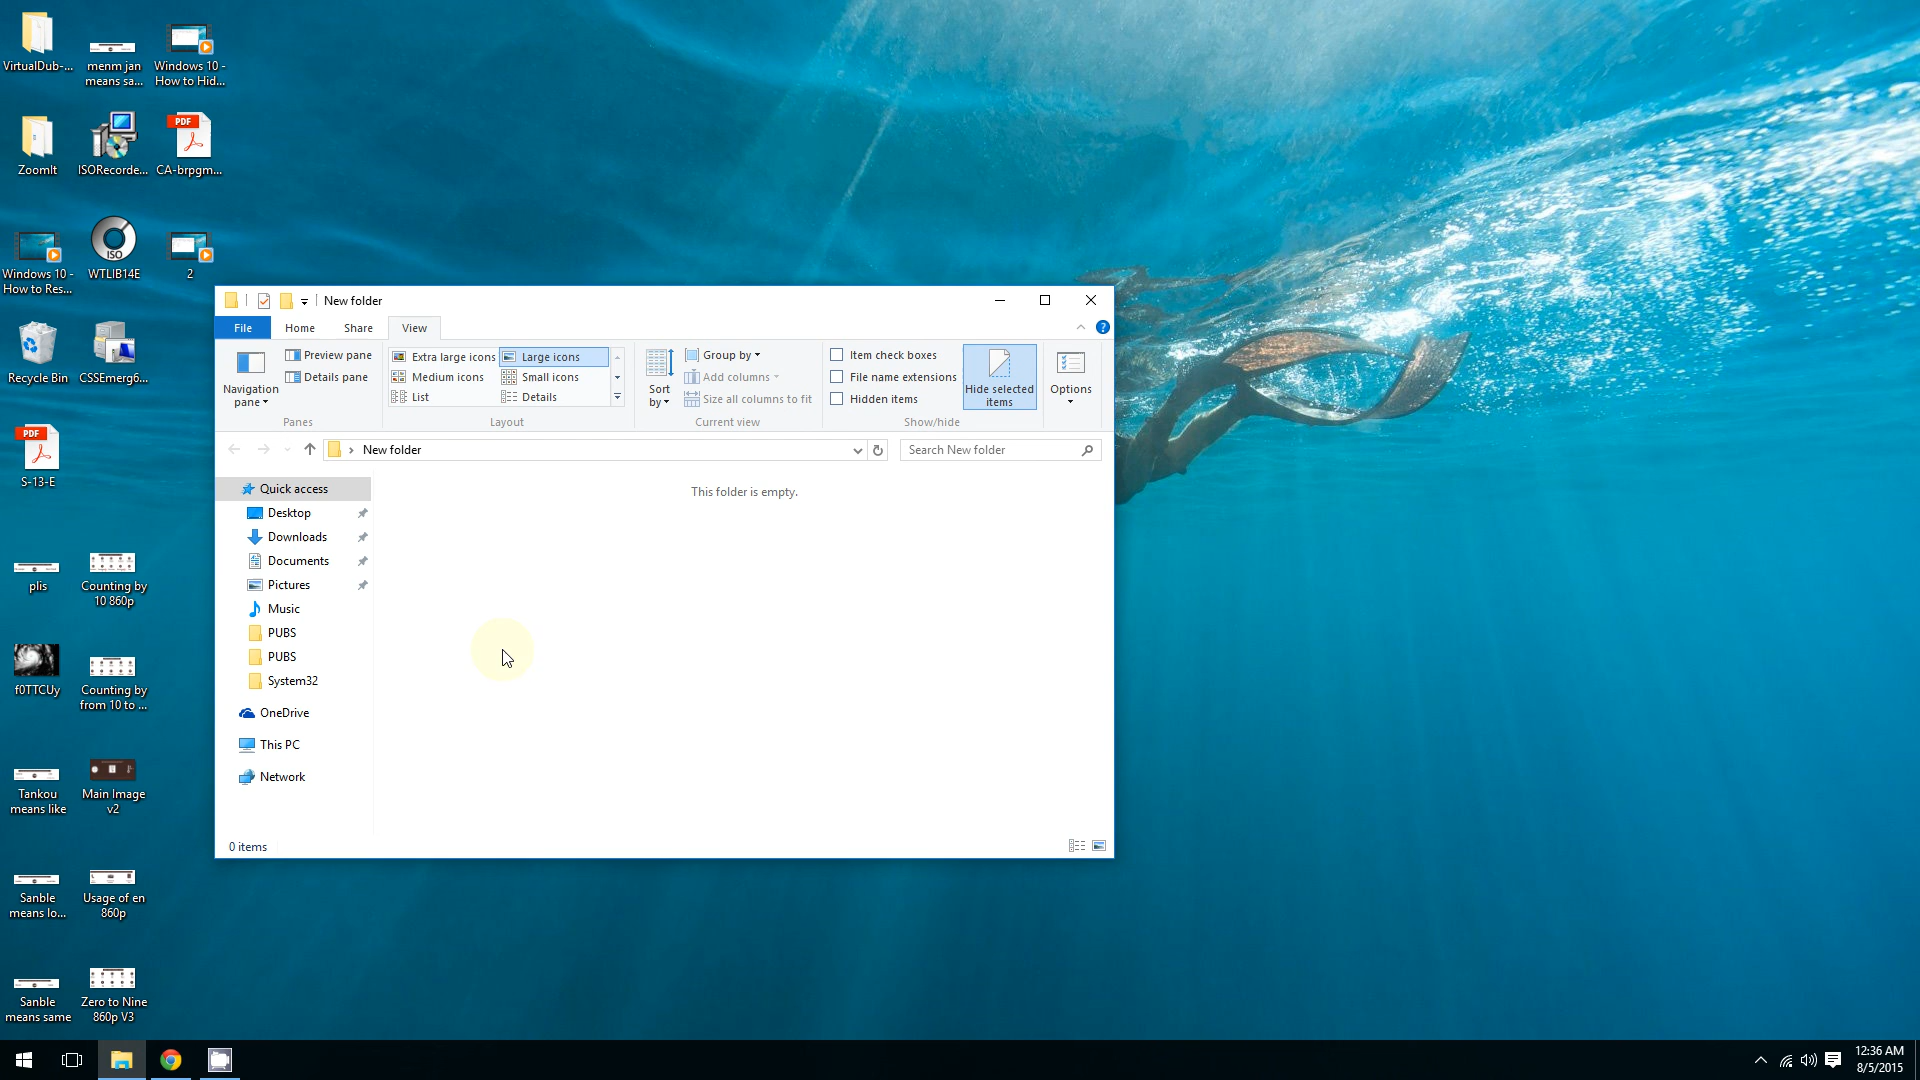 VirtualDub-...
menm jan
means sa...
Windows 10 -
How to Hid...
ZoomIt
ISORecorde...
PDF
CA-brpgm...
Windows 10 -
How to Res...
ISO
WTLIB14E
2
Recycle Bin
CSSEmerg6...
PDF
S-13-E
plis
Counting by
10 860p
f0TTCUy
Counting by
from 10 to ...
Tankou
means like
Main Image
v2
Sanble
means lo...
Usage of en
860p
Sanble
means same
Zero to Nine
860p V3
New folder
File
Home
Share
View
Navigation
pane
Preview pane
Details pane
Panes
Extra large icons
Large icons
Medium icons
Small icons
List
Details
Layout
Sort
by
Group by
Add columns
Size all columns to fit
Current view
Item check boxes
File name extensions
Hidden items
Hide selected
items
Show/hide
Options
New folder
Search New folder
Quick access
Desktop
Downloads
Documents
Pictures
Music
PUBS
PUBS
System32
OneDrive
This PC
Network
This folder is empty.
0 items
12:36 AM
8/5/2015